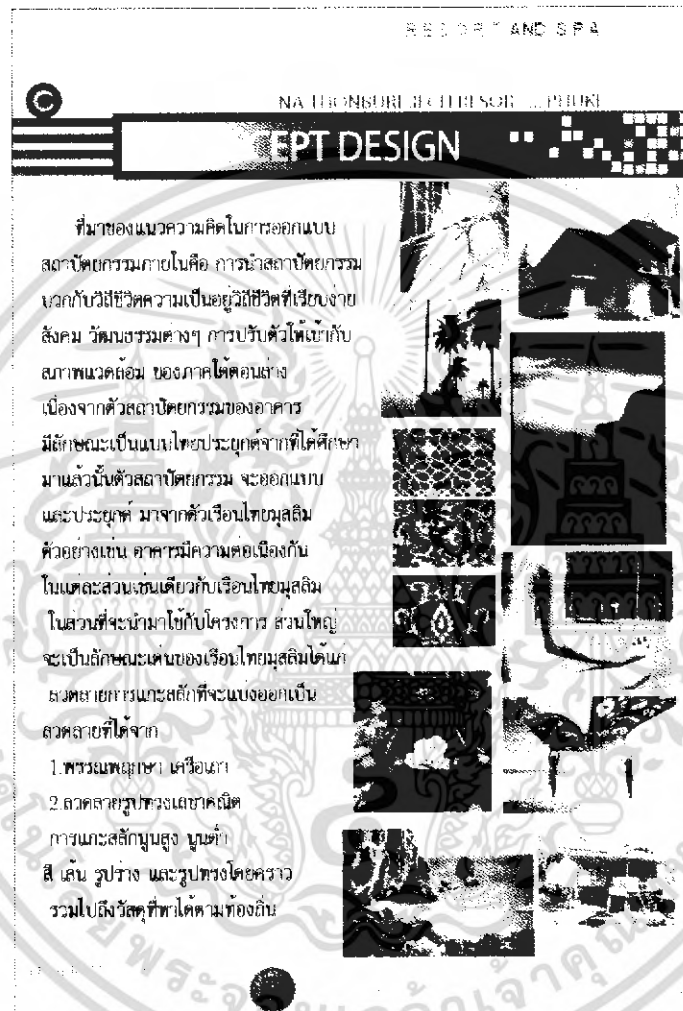 RESORT AND SPA
C
CEPT DESIGN
ที่มาของแนวความคิดในการออกแบบ
สถาปัตยกรรมภายในคือ การนำสถาปัตยกรรม
บวกกับวิถีชีวิตความเป็นอยู่วิถีชีวิตที่เรียบง่าย
สังคม วัฒนธรรมต่างๆ การปรับตัวให้เข้ากับ
สภาพแวดล้อม ของภาคใต้ตอนล่าง
เนื่องจากตัวสถาปัตยกรรมของอาคาร
มีลักษณะเป็นแบบไทยประยุกต์จากที่ได้ศึกษา
มาแล้วนั้นตัวสถาปัตยกรรม จะออกแบบ
และประยุกต์ มาจากตัวเรือนไทยมุสลิม
ตัวอย่างเช่น อาคารมีความต่อเนื่องกัน
ในแต่ละส่วนเช่นเดียวกับเรือนไทยมุสลิม
ในส่วนที่จะนำมาใช้กับโครงการ ส่วนใหญ่
จะเป็นลักษณะเด่นของเรือนไทยมุสลิมได้แก่
ลวดลายการแกะสลักที่จะแบ่งออกเป็น
ลวดลายที่ได้จาก
1.พรรณพฤกษา เครือเถา
2.ลวดลายรูปทรงเลขาคณิต
การแกะสลักนูนสูง นูนต่ำ
สี เส้น รูปร่าง และรูปทรงโดยคราว
รวมไปถึงวัสดุที่หาได้ตามท้องถิ่น